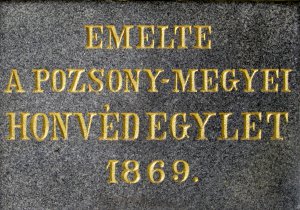 EMELTE
A POZSONY-MEGYEI
HONVÉD EGYLET
1869.